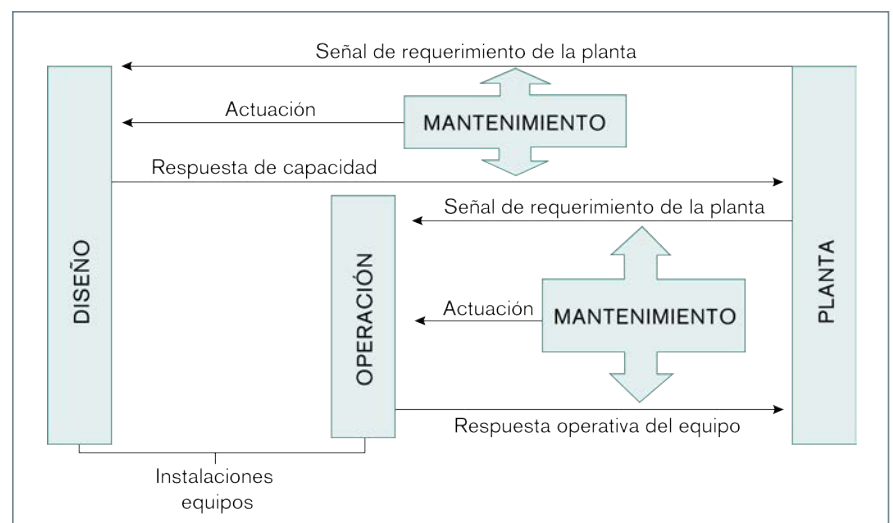 Señal de requerimiento de la planta
Actuación
MANTENIMIENTO
Respuesta de capacidad
Señal de requerimiento de la planta
DISEÑO
OPERACIÓN
Actuación
MANTENIMIENTO
PLANTA
Respuesta operativa del equipo
Instalaciones
equipos